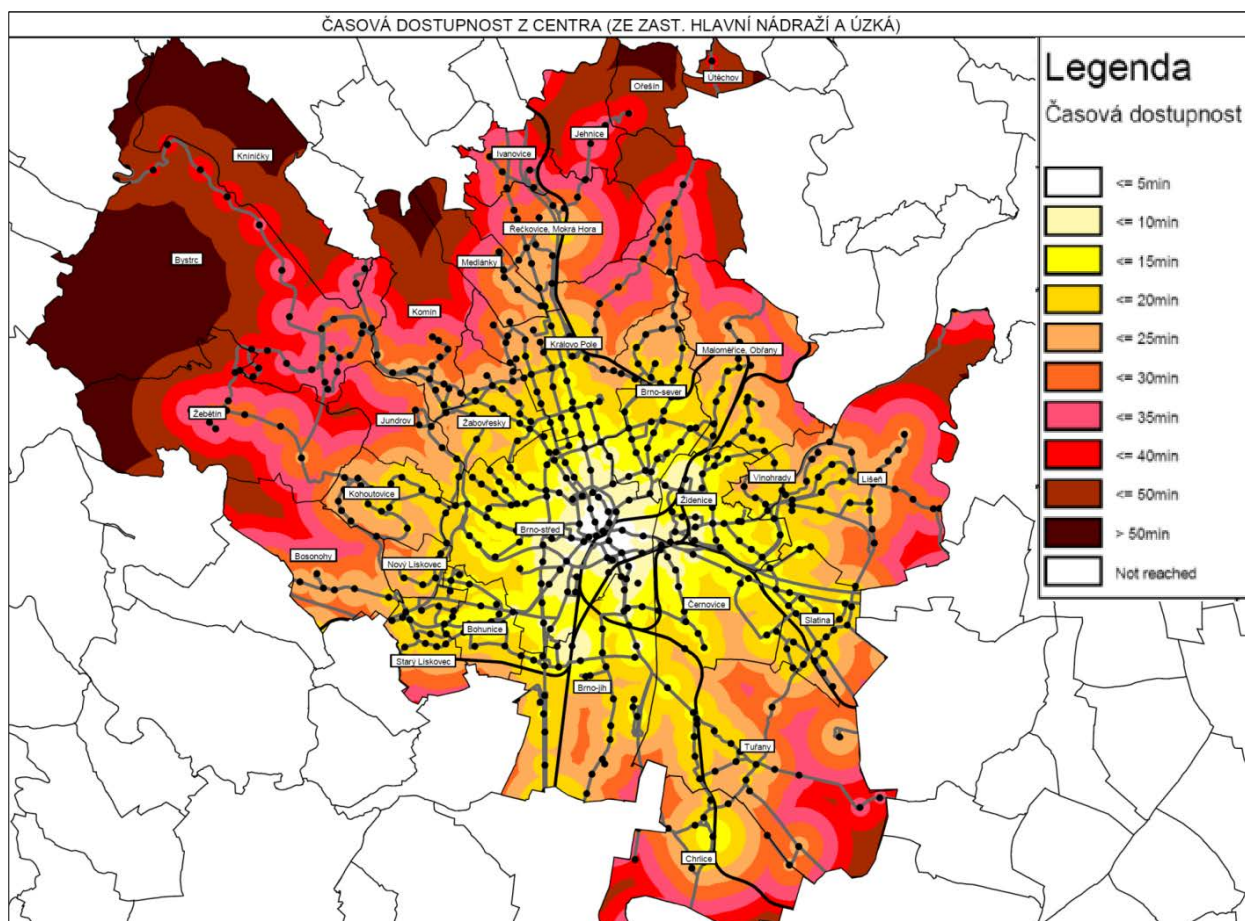 ČASOVÁ DOSTUPNOST Z CENTRA (ZE ZAST. HLAVNÍ NÁDRAŽÍ A ÚZKÁ)
Legenda
Časová dostupnost
<= 5min
<= 10min
<= 15min
<= 20min
<= 25min
<= 30min
<= 35min
<= 40min
<= 50min
> 50min
Not reached
Útěchov
Ořešín
Jehnice
Ivanovice
Kníničky
Řečkovice, Mokrá Hora
Medlánky
Bystrc
Komín
Královo Pole
Maloměřice, Obřany
Brno-sever
Žebětín
Jundrov
Žabovřesky
Vinohrady
Líšeň
Kohoutovice
Židenice
Brno-střed
Bosonohy
Nový Lískovec
Černovice
Slatina
Bohunice
Starý Lískovec
Brno-jih
Tuřany
Chrlice